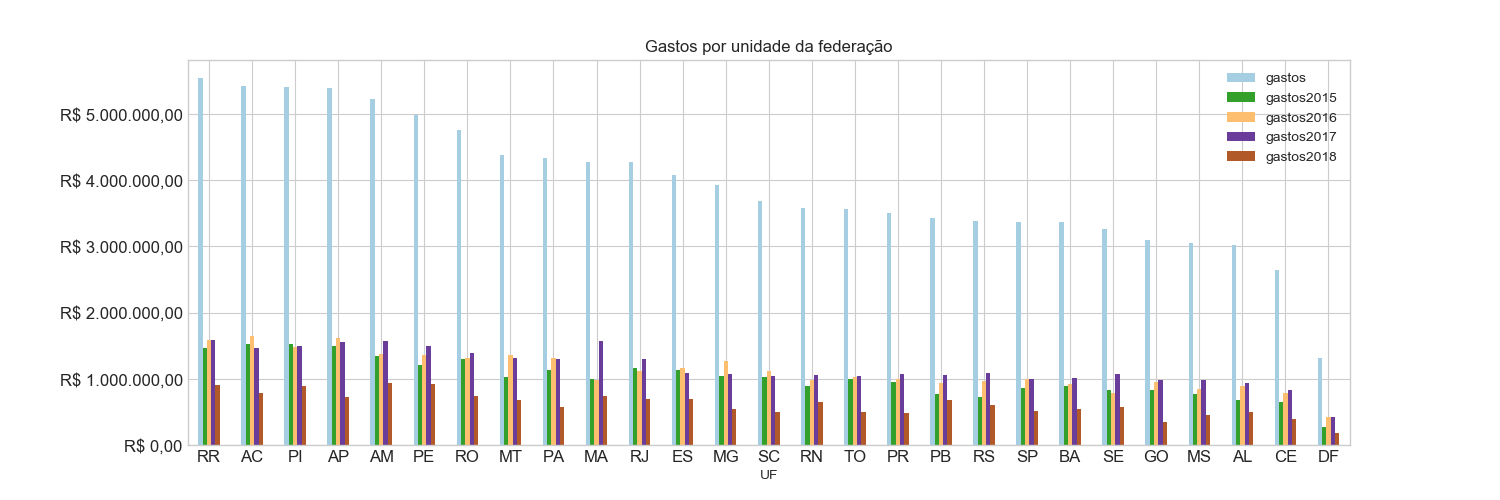 Gastos por unidade da federação
gastos
gastos2015
gastos2016
gastos2017
gastos2018
R$ 5.000.000,00
R$ 4.000.000,00
R$ 3.000.000,00
R$ 2.000.000,00
R$ 1.000.000,00
R$ 0,00
RR AC PI AP AM PE RO MT PA MA RJ ES MG SC RN TO PR PB RS SP BA SE GO MS AL CE DF
UF